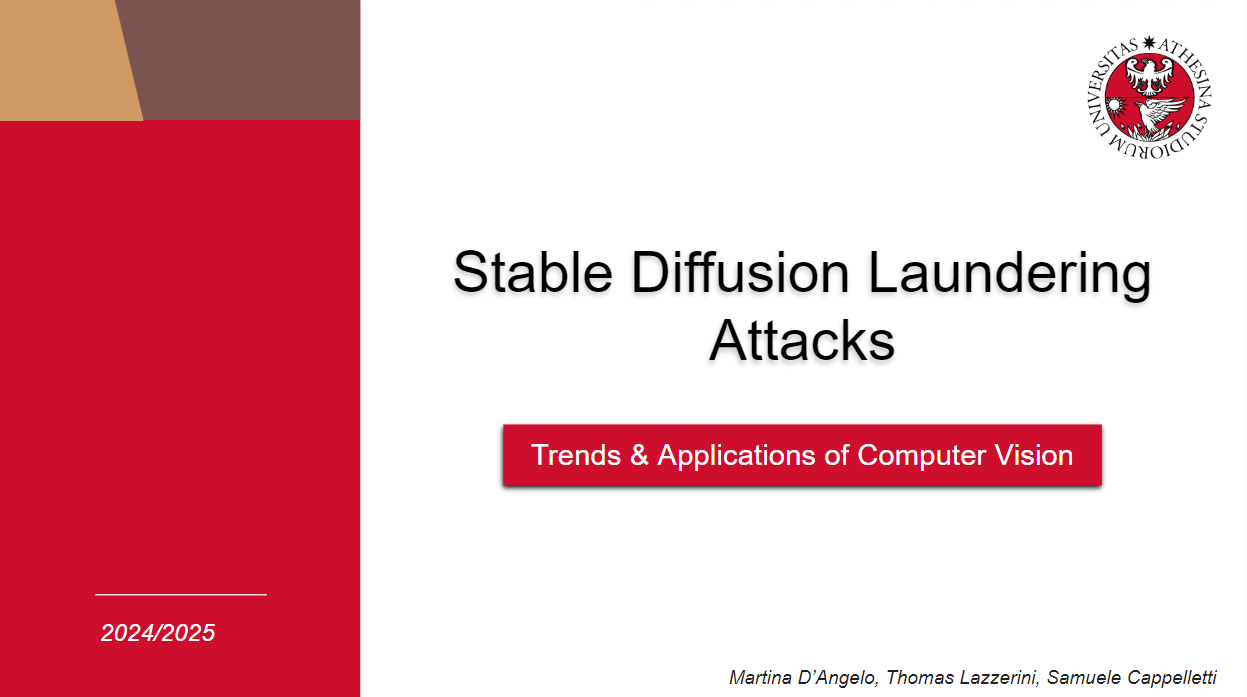 UNIVERSITAS ATHESINA STUDIORUM
Stable Diffusion Laundering
Attacks
Trends & Applications of Computer Vision
2024/2025
Martina D’Angelo, Thomas Lazzerini, Samuele Cappelletti